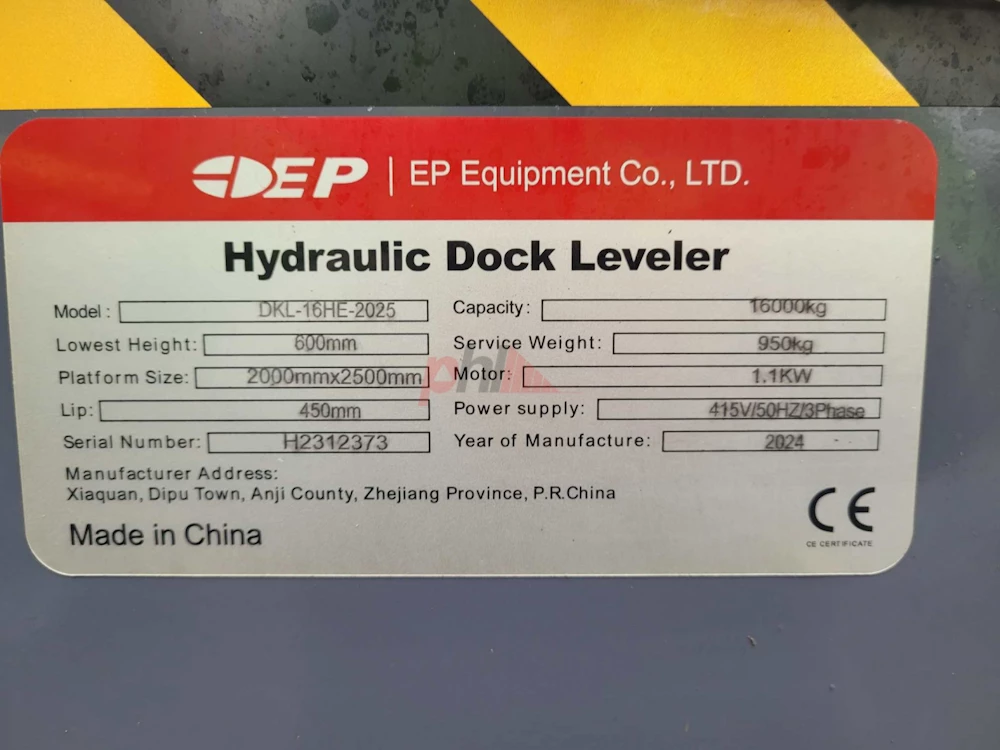 EP | EP Equipment Co., LTD.
Hydraulic Dock Leveler
Model: DKL-16HE-2025
Capacity: 16000kg
Lowest Height: 600mm
Service Weight: 950kg
Platform Size: 2000mmx2500mm
Motor: 1.1KW
Lip: 450mm
Power supply: 415V/50HZ/3Phase
Serial Number: H2312373
Year of Manufacture: 2024
Manufacturer Address:
Xiaquan, Dipu Town, Anji County, Zhejiang Province, P.R.China
Made in China
CE
CE CERTIFICATE
phl